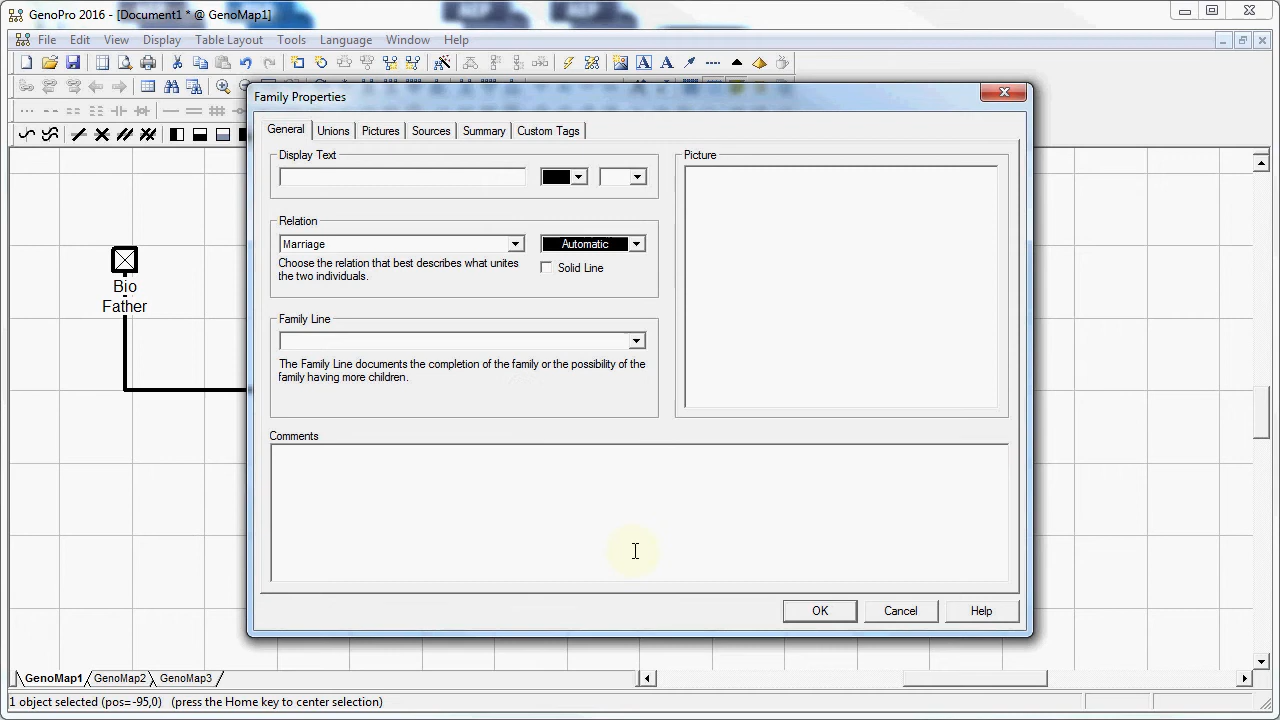 GenoPro 2016 - [Document1 * @ GenoMap1]
File Edit View Display Table Layout Tools Language Window Help
Family Properties
General Unions Pictures Sources Summary Custom Tags
Display Text
Picture
Relation
Marriage
Automatic
Choose the relation that best describes what unites
the two individuals.
Solid Line
Family Line
The Family Line documents the completion of the family or the possibility of the
family having more children.
Comments
OK Cancel Help
Bio
Father
GenoMap1 GenoMap2 GenoMap3
1 object selected (pos=-95,0) (press the Home key to center selection)